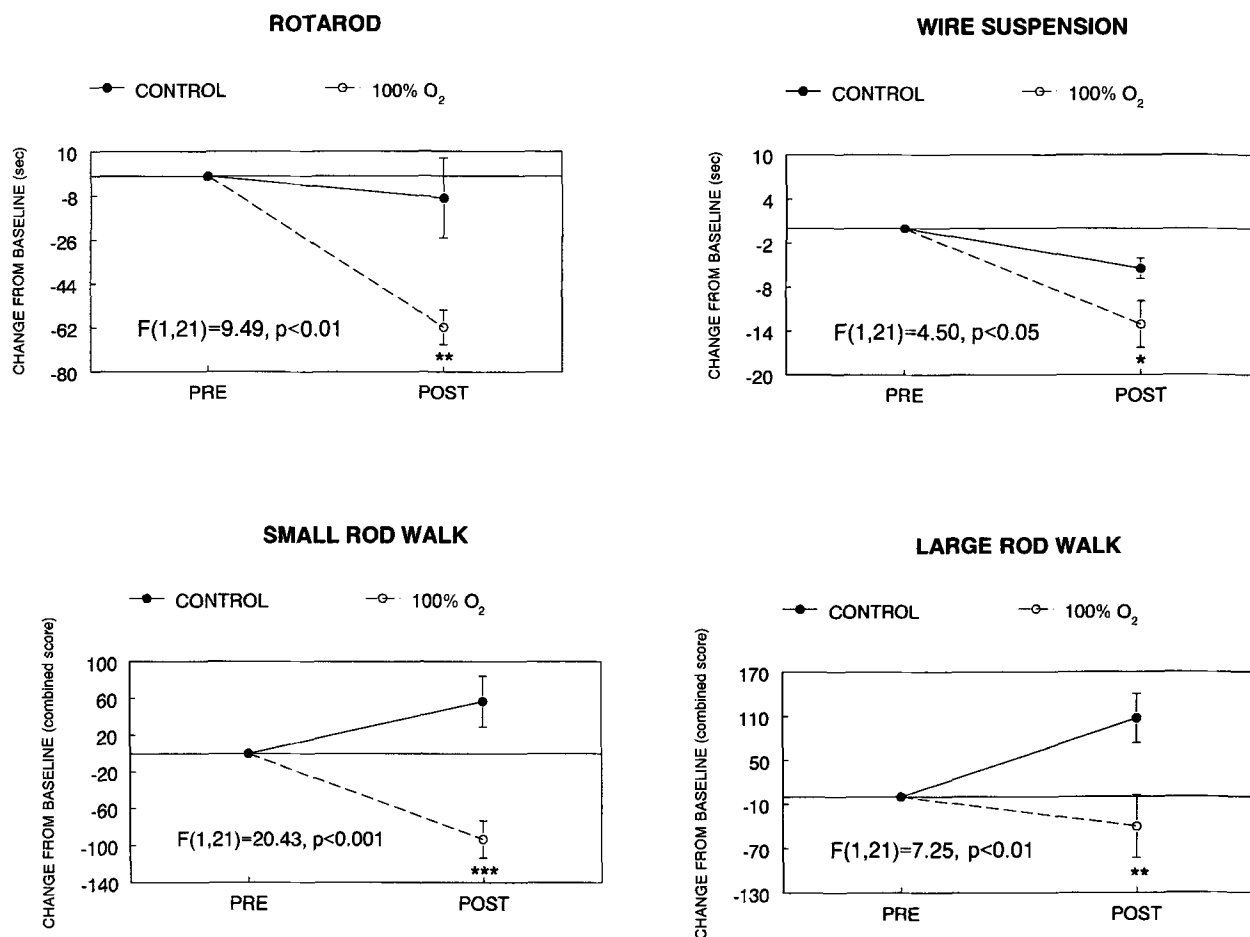 ROTAROD
CONTROL 100% O₂
CHANGE FROM BASELINE (sec)
10
-8
-26
-44
-62
-80
F(1,21)=9.49, p<0.01
**
PRE POST
WIRE SUSPENSION
CONTROL 100% O₂
CHANGE FROM BASELINE (sec)
10
4
-2
-8
-14
-20
F(1,21)=4.50, p<0.05
*
PRE POST
SMALL ROD WALK
CONTROL 100% O₂
CHANGE FROM BASELINE (combined score)
100
60
20
-20
-60
-100
-140
F(1,21)=20.43, p<0.001
***
PRE POST
LARGE ROD WALK
CONTROL 100% O₂
CHANGE FROM BASELINE (combined score)
170
110
50
-10
-70
-130
F(1,21)=7.25, p<0.01
**
PRE POST